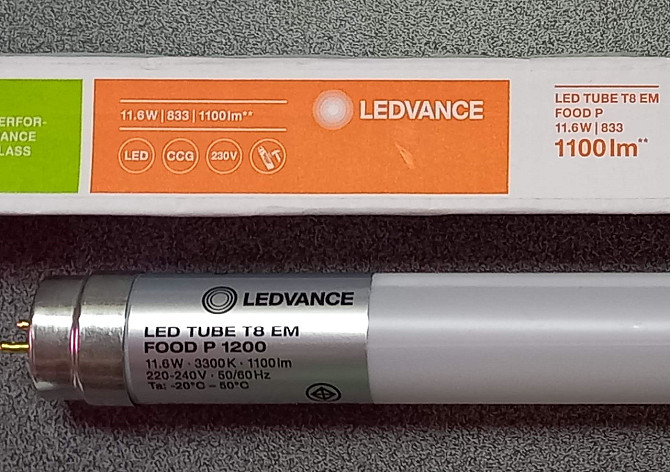 ERFOR-
ANCE
LASS
11.6W | 833 | 1100lm**
LED CCG 230V
LEDVANCE
LED TUBE T8 EM
FOOD P
11.6W | 833
1100lm**
LEDVANCE
LED TUBE T8 EM
FOOD P 1200
11.6W · 3300K · 1100lm
220-240V · 50/60Hz
Ta: -20°C – 50°C